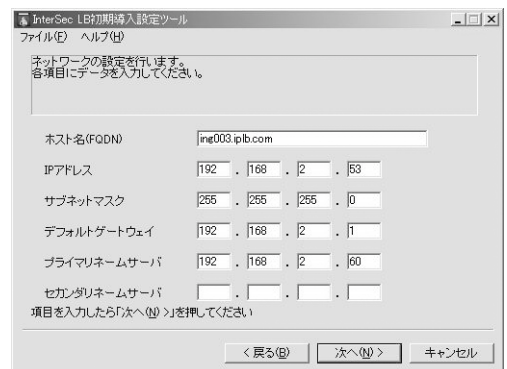 InterSec LB初期導入設定ツール
ファイル(F) ヘルプ(H)
ネットワークの設定を行います。
各項目にデータを入力してください。
ホスト名(FQDN) ing003.iplb.com
IPアドレス 192 . 168 . 2 . 53
サブネットマスク 255 . 255 . 255 . 0
デフォルトゲートウェイ 192 . 168 . 2 . 1
プライマリネームサーバ 192 . 168 . 2 . 60
セカンダリネームサーバ . . .
項目を入力したら「次へ(N) >」を押してください
< 戻る(B) 次へ(N) > キャンセル